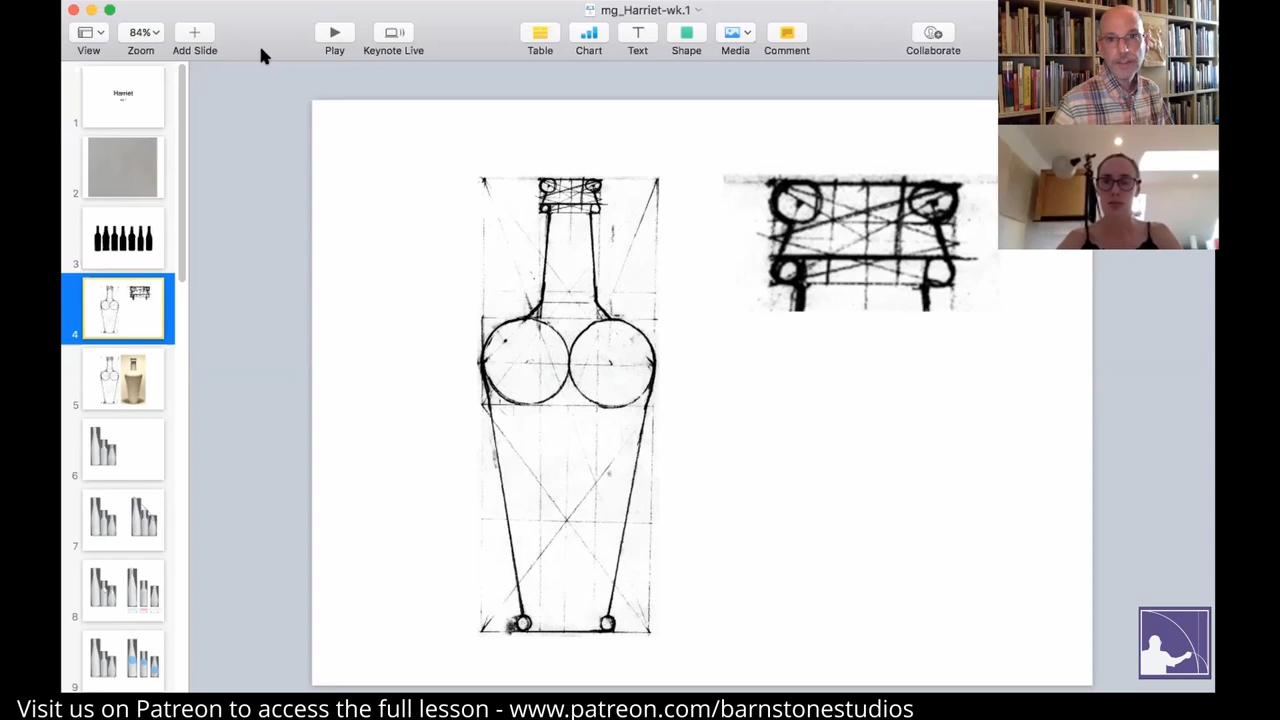 mg_Harriet-wk.1
84%
View
Zoom
Add Slide
Play
Keynote Live
Table
Chart
Text
Shape
Media
Comment
Collaborate
Harriet
1
2
3
4
5
6
7
8
9
Visit us on Patreon to access the full lesson - www.patreon.com/barnstonestudios